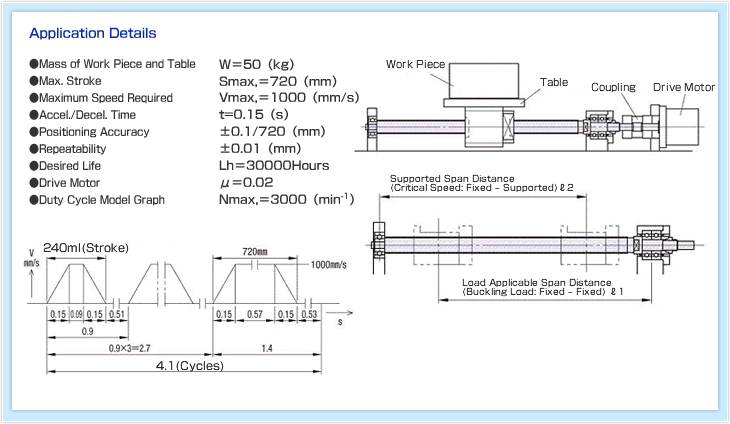 Application Details
●Mass of Work Piece and Table W=50 (kg)
●Max. Stroke Smax,=720 (mm)
●Maximum Speed Required Vmax,=1000 (mm/s)
●Accel./Decel. Time t=0.15 (s)
●Positioning Accuracy ±0.1/720 (mm)
●Repeatability ±0.01 (mm)
●Desired Life Lh=30000Hours
●Drive Motor μ=0.02
●Duty Cycle Model Graph Nmax,=3000 (min-1)
Work Piece
Table
Coupling
Drive Motor
Supported Span Distance
(Critical Speed: Fixed – Supported) ℓ2
Load Applicable Span Distance
(Buckling Load: Fixed – Fixed) ℓ1
240ml(Stroke)
720mm
V
mm/s
1000mm/s
0.15 0.09 0.15 0.51 0.15 0.57 0.15 0.53 s
0.9
0.9×3=2.7 1.4
4.1(Cycles)